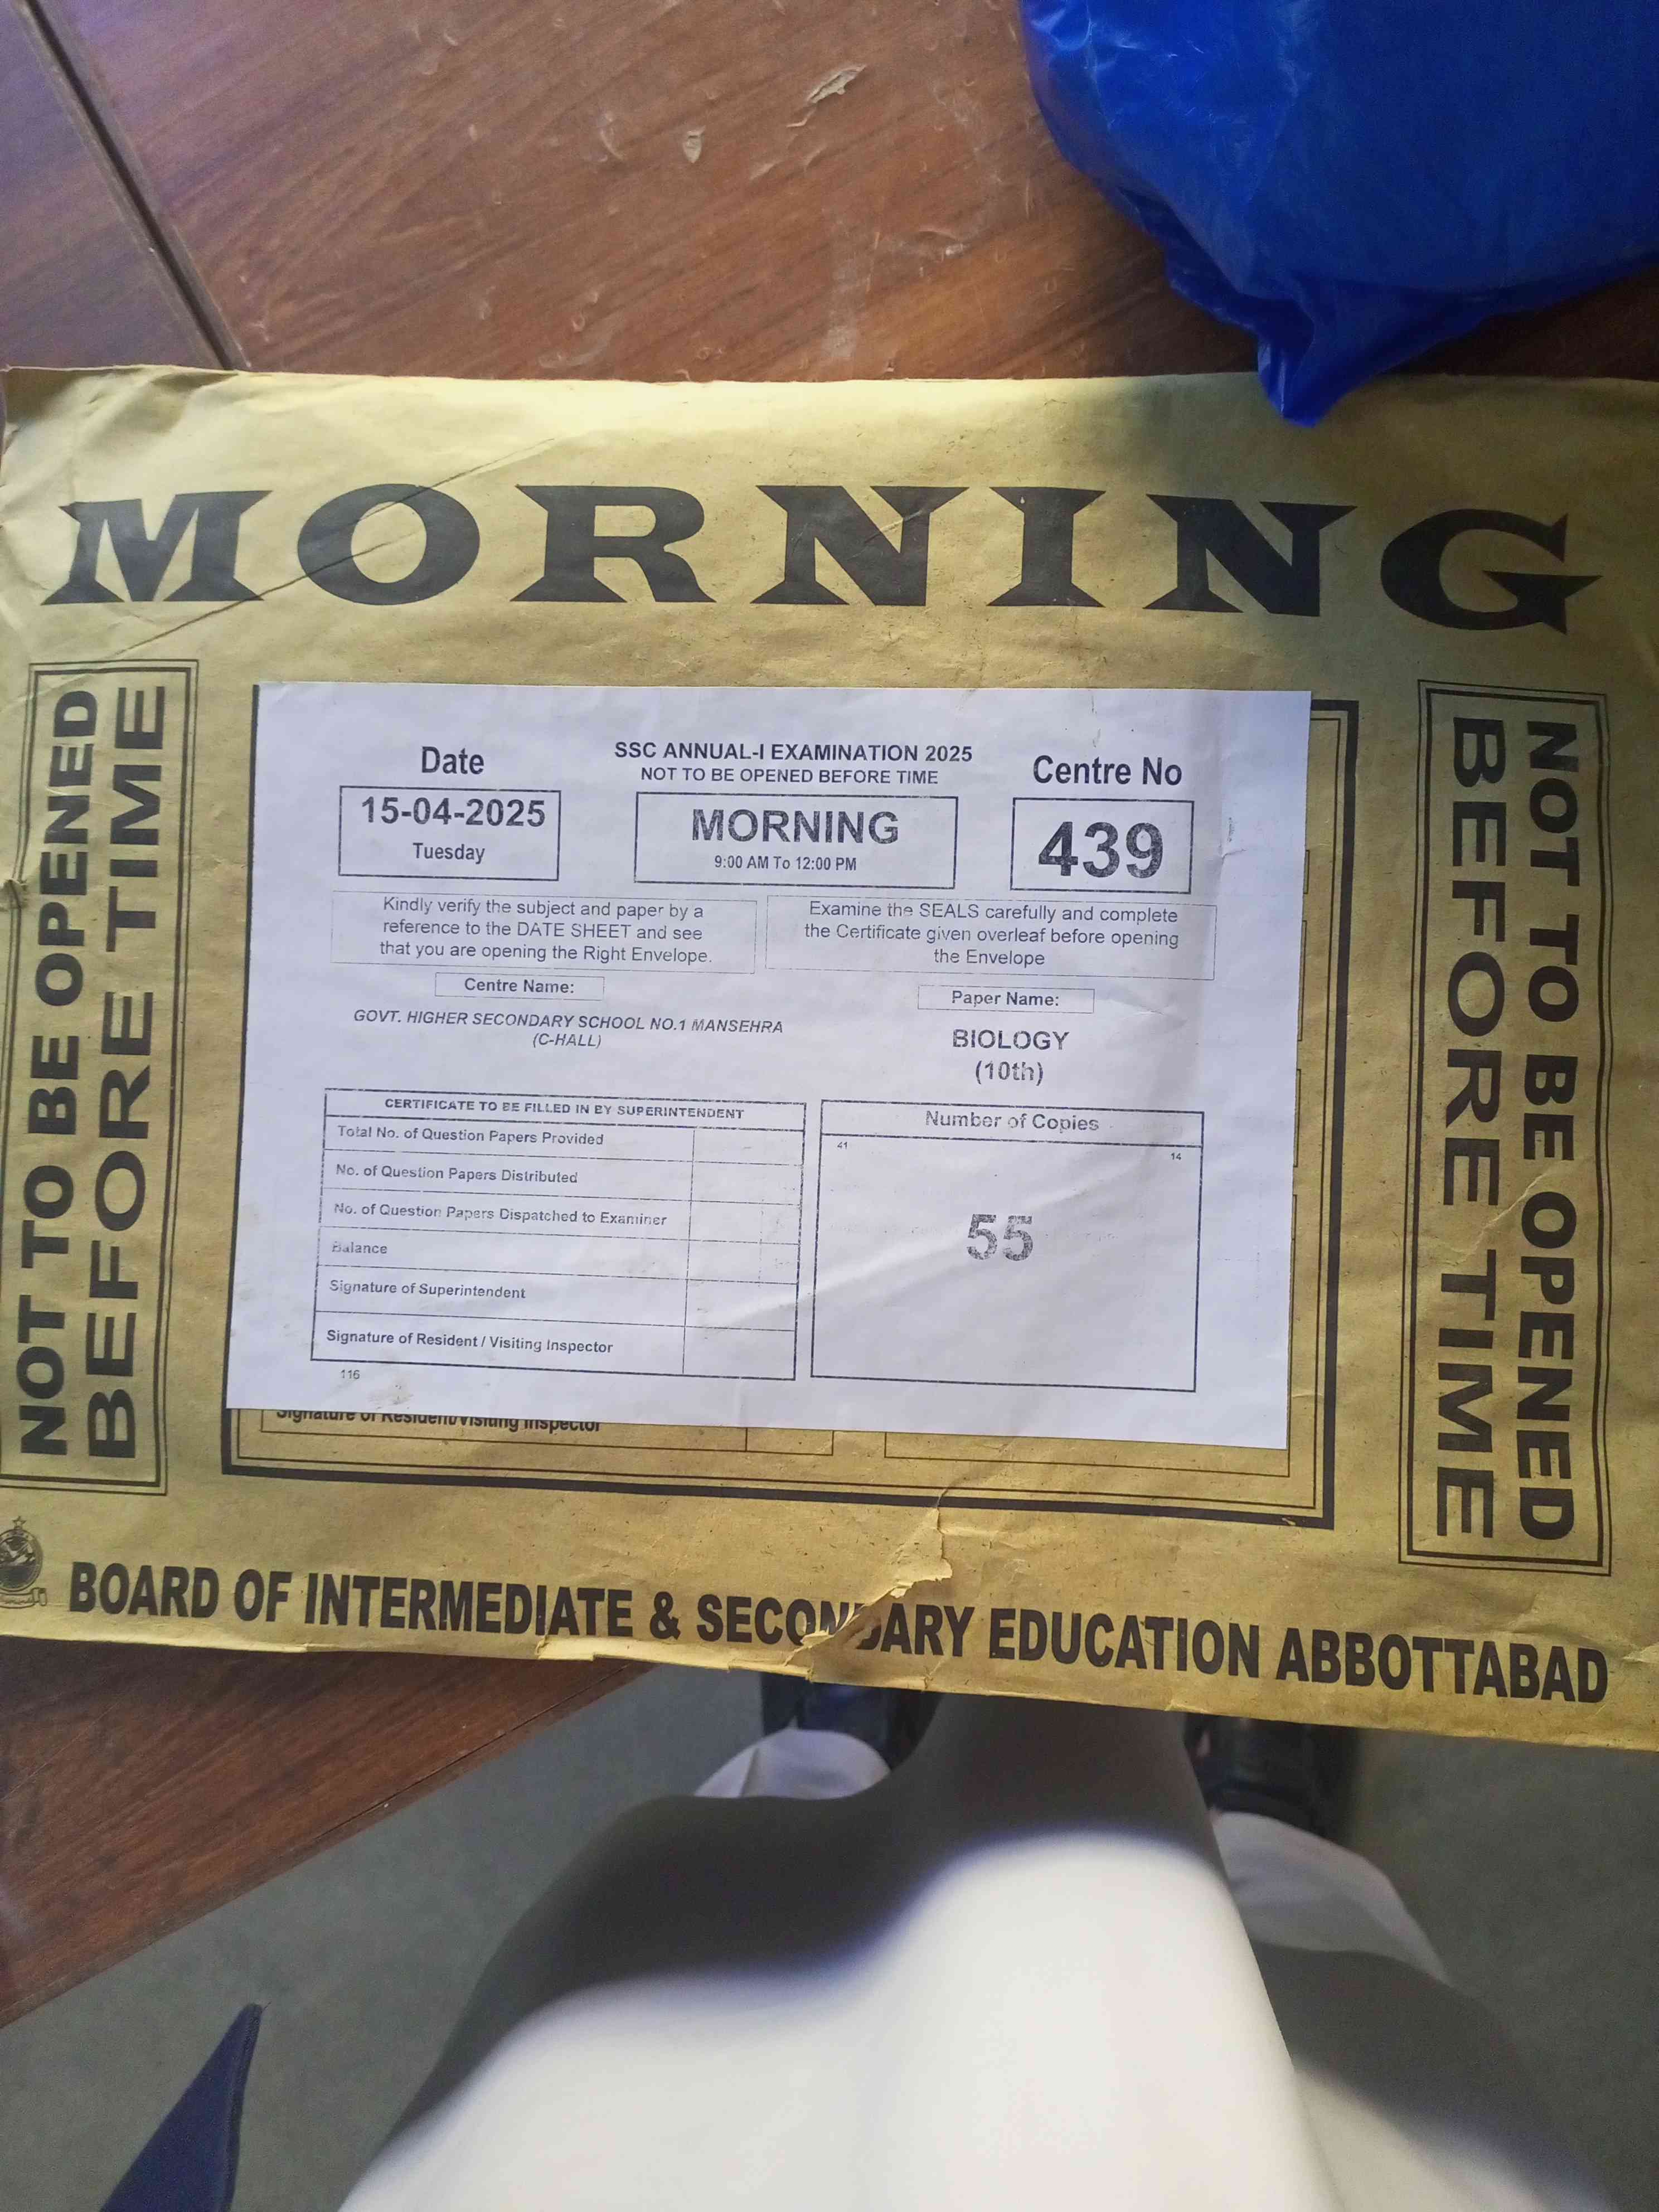 MORNING
NOT TO BE OPENED
BEFORE TIME
Date
15-04-2025
Tuesday
SSC ANNUAL-I EXAMINATION 2025
NOT TO BE OPENED BEFORE TIME
MORNING
9:00 AM To 12:00 PM
Centre No
439
Kindly verify the subject and paper by a
reference to the DATE SHEET and see
that you are opening the Right Envelope.
Examine the SEALS carefully and complete
the Certificate given overleaf before opening
the Envelope
Centre Name:
GOVT. HIGHER SECONDARY SCHOOL NO.1 MANSEHRA
(C-HALL)
Paper Name:
BIOLOGY
(10th)
CERTIFICATE TO BE FILLED IN BY SUPERINTENDENT
Total No. of Question Papers Provided
No. of Question Papers Distributed
No. of Question Papers Dispatched to Examiner
Balance
Signature of Superintendent
Signature of Resident / Visiting Inspector
116
Number of Copies
41 14
55
Signature of Resident/Visiting Inspector
NOT TO BE OPENED
BEFORE TIME
BOARD OF INTERMEDIATE & SECONDARY EDUCATION ABBOTTABAD